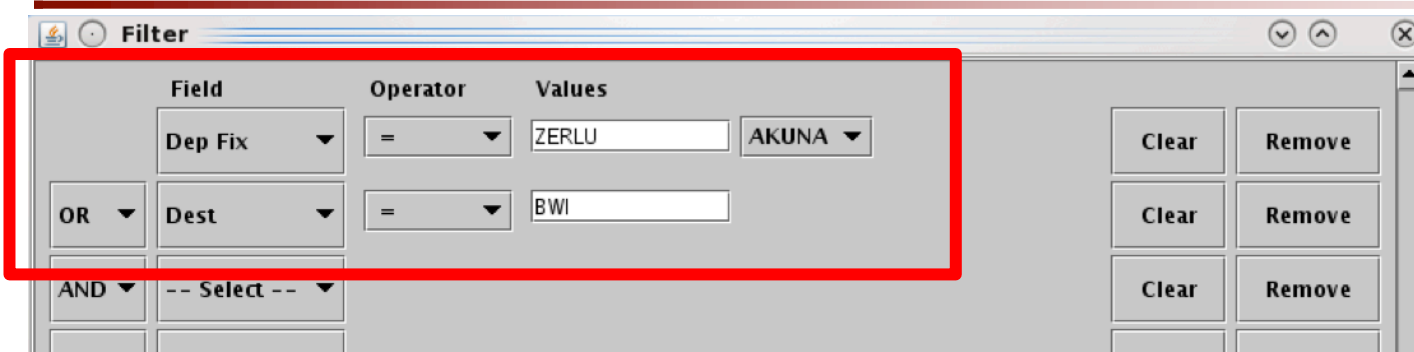 Filter
Field Operator Values
Dep Fix = ZERLU AKUNA Clear Remove
OR Dest = BWI Clear Remove
AND -- Select -- Clear Remove